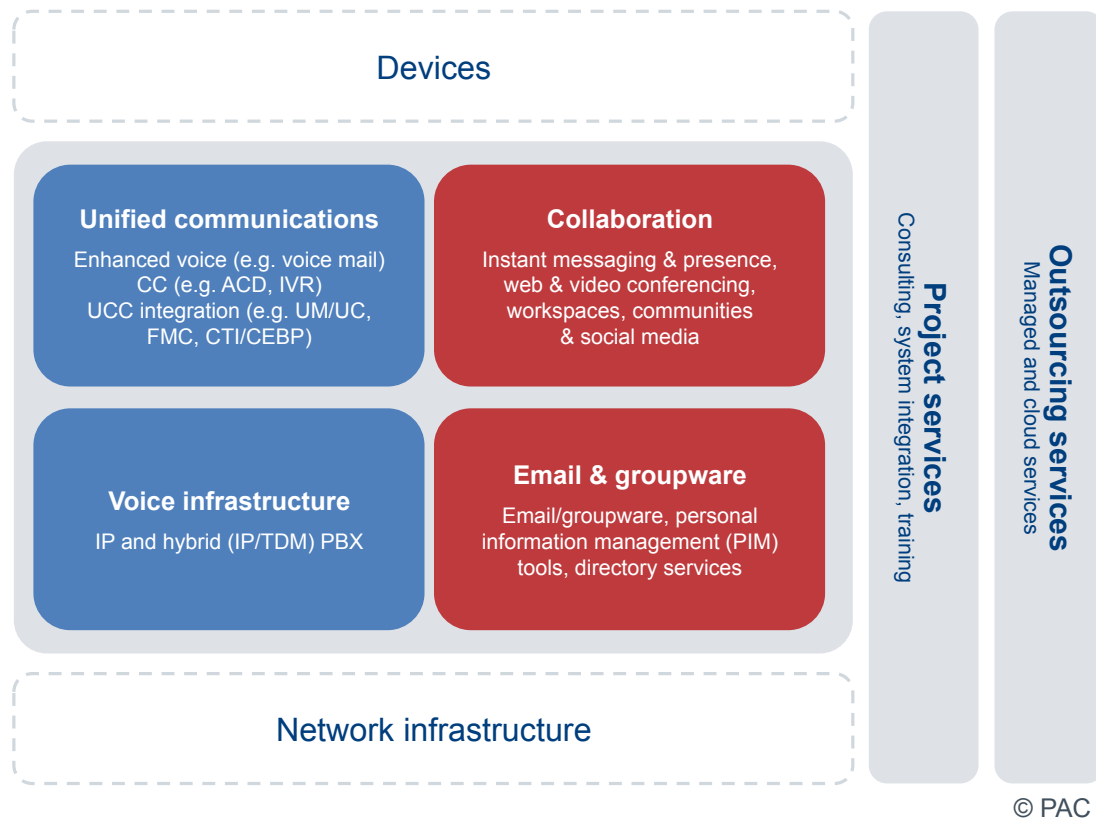 Devices
Unified communications
Enhanced voice (e.g. voice mail)
CC (e.g. ACD, IVR)
UCC integration (e.g. UM/UC,
FMC, CTI/CEBP)
Collaboration
Instant messaging & presence,
web & video conferencing,
workspaces, communities
& social media
Voice infrastructure
IP and hybrid (IP/TDM) PBX
Email & groupware
Email/groupware, personal
information management (PIM)
tools, directory services
Network infrastructure
Project services
Consulting, system integration, training
Outsourcing services
Managed and cloud services
© PAC